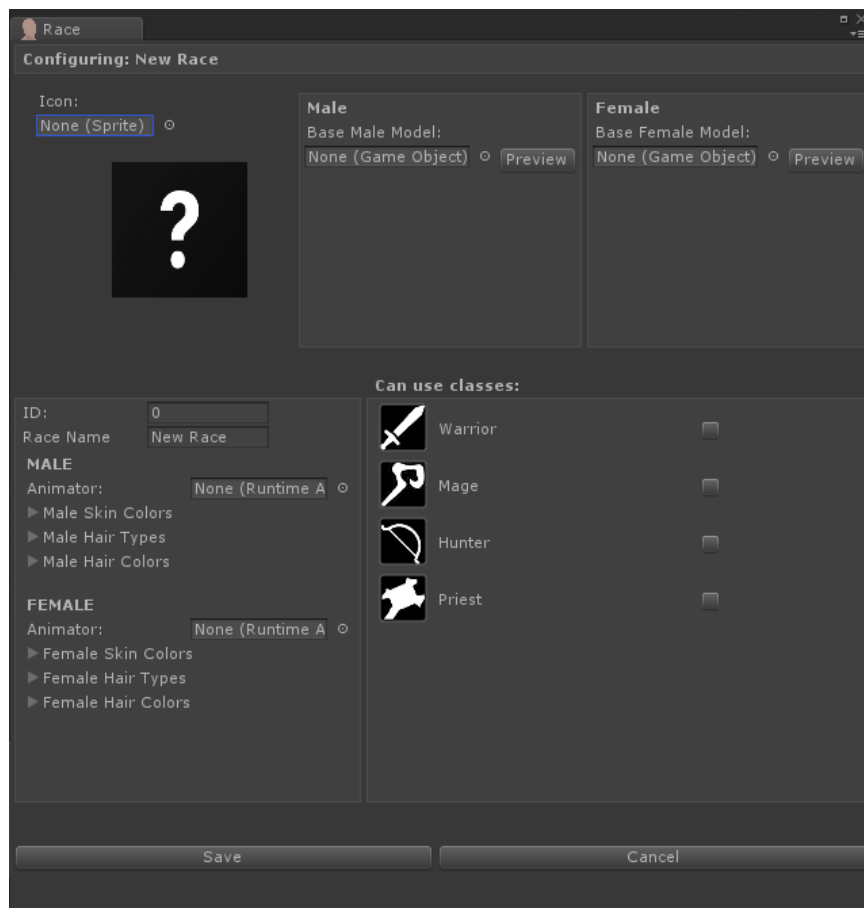 Race
Configuring: New Race
Icon:
None (Sprite)
Male
Base Male Model:
None (Game Object) Preview
Female
Base Female Model:
None (Game Object) Preview
?
Can use classes:
ID: 0
Race Name New Race
MALE
Animator: None (Runtime A
Male Skin Colors
Male Hair Types
Male Hair Colors
FEMALE
Animator: None (Runtime A
Female Skin Colors
Female Hair Types
Female Hair Colors
Warrior
Mage
Hunter
Priest
Save Cancel